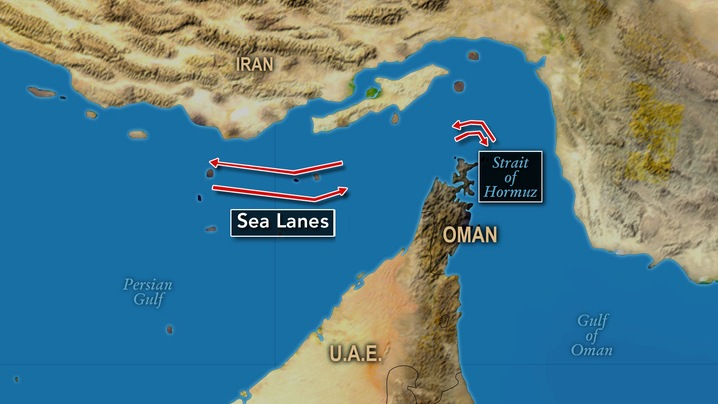 IRAN
Strait
of
Hormuz
Sea Lanes
OMAN
Persian
Gulf
Gulf
of
Oman
U.A.E.